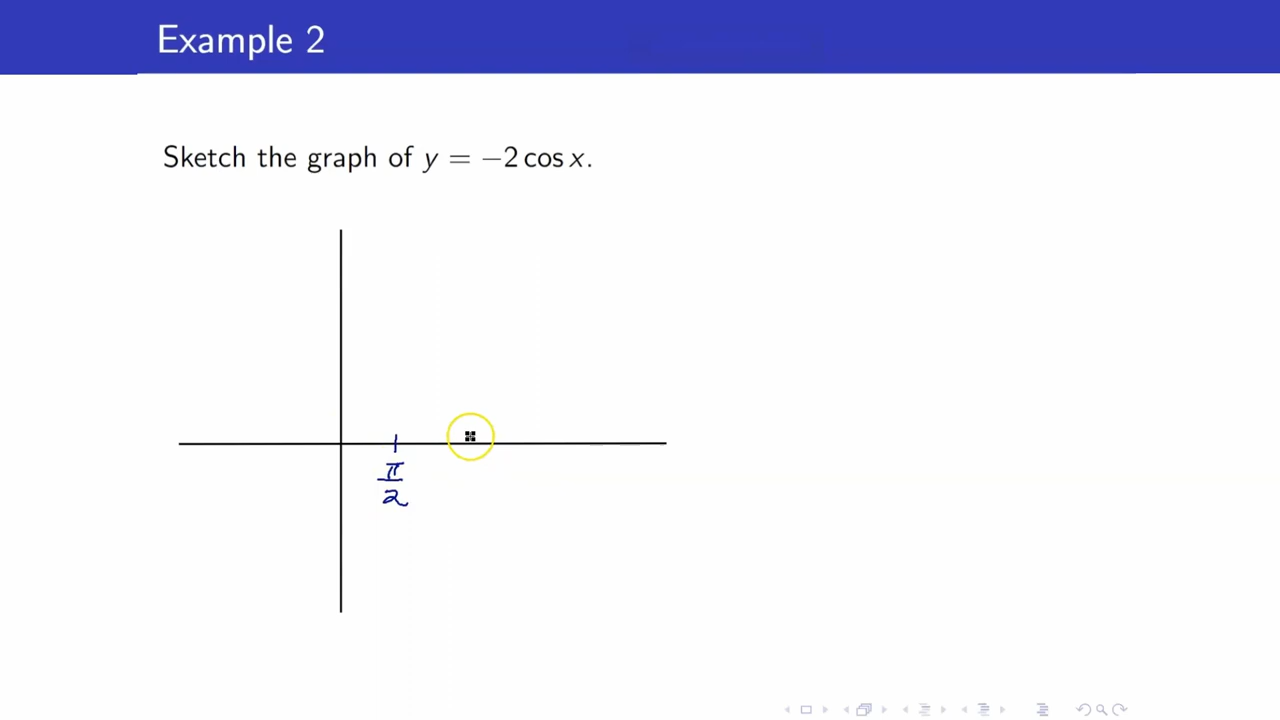 Example 2
Sketch the graph of y = −2 cos x.
π
2